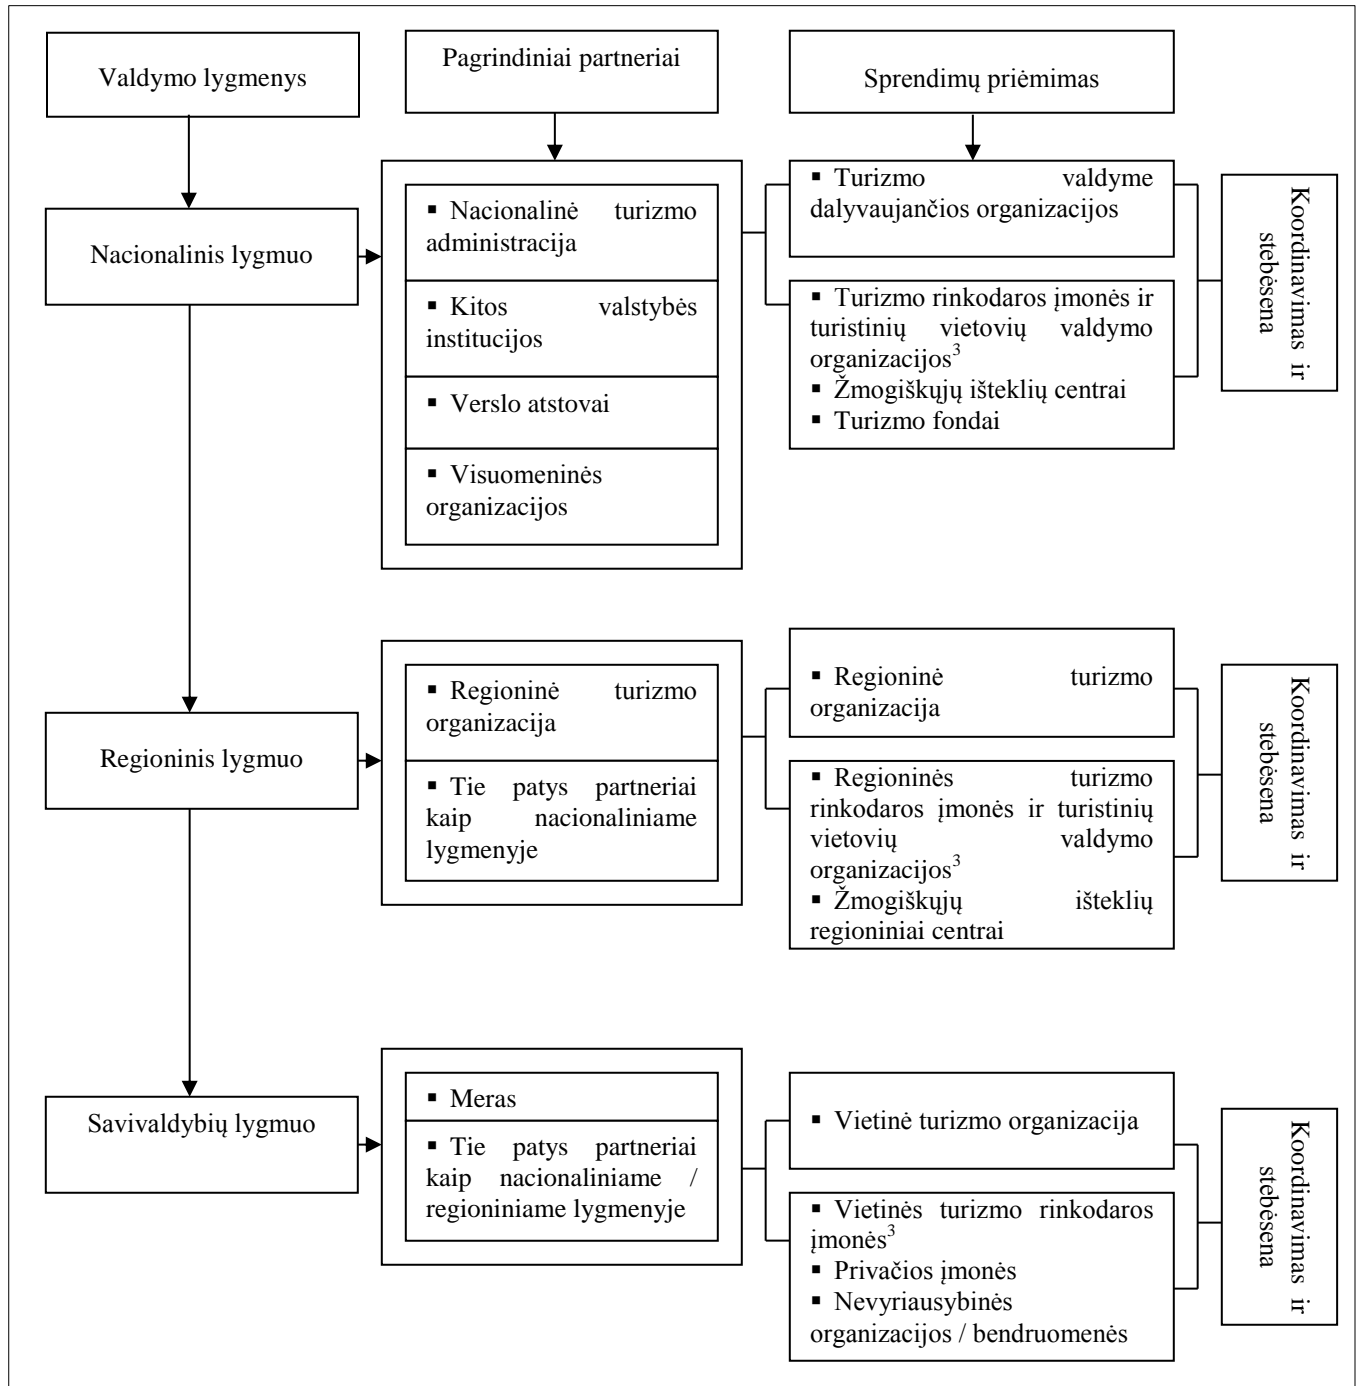 Valdymo lygmenys
Pagrindiniai partneriai
Sprendimų priėmimas
Nacionalinis lygmuo
▪ Nacionalinė turizmo
administracija
▪ Kitos valstybės
institucijos
▪ Verslo atstovai
▪ Visuomeninės
organizacijos
▪ Turizmo valdyme
dalyvaujančios organizacijos
▪ Turizmo rinkodaros įmonės ir
turistinių vietovių valdymo
organizacijos³
▪ Žmogiškųjų išteklių centrai
▪ Turizmo fondai
Koordinavimas ir
stebėsena
Regioninis lygmuo
▪ Regioninė turizmo
organizacija
▪ Tie patys partneriai
kaip nacionaliniame
lygmenyje
▪ Regioninė turizmo
organizacija
▪ Regioninės turizmo
rinkodaros įmonės ir turistinių
vietovių valdymo
organizacijos³
▪ Žmogiškųjų išteklių
regioniniai centrai
Koordinavimas ir
stebėsena
Savivaldybių lygmuo
▪ Meras
▪ Tie patys partneriai
kaip nacionaliniame /
regioniniame lygmenyje
▪ Vietinė turizmo organizacija
▪ Vietinės turizmo rinkodaros
įmonės³
▪ Privačios įmonės
▪ Nevyriausybinės
organizacijos / bendruomenės
Koordinavimas ir
stebėsena